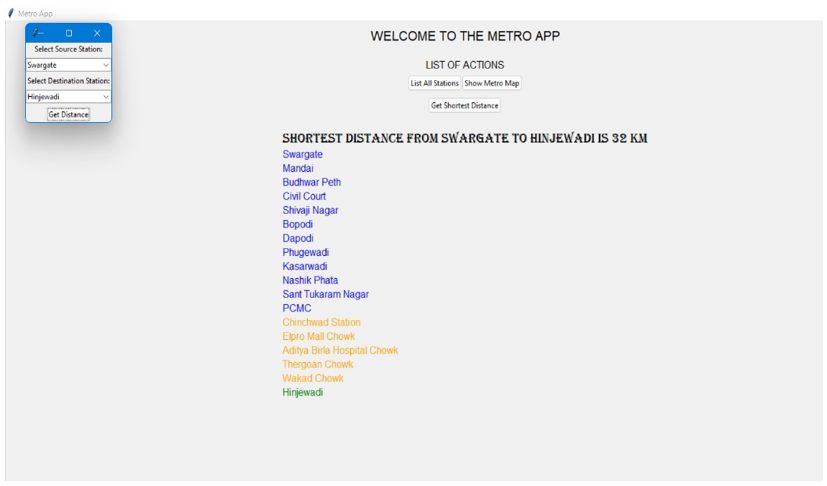 Metro App
WELCOME TO THE METRO APP
Select Source Station:
Swargate
Select Destination Station:
Hinjewadi
Get Distance
LIST OF ACTIONS
List All Stations Show Metro Map
Get Shortest Distance
SHORTEST DISTANCE FROM SWARGATE TO HINJEWADI IS 32 KM
Swargate
Mandai
Budhwar Peth
Civil Court
Shivaji Nagar
Bopodi
Dapodi
Phugewadi
Kasarwadi
Nashik Phata
Sant Tukaram Nagar
PCMC
Chinchwad Station
Elpro Mall Chowk
Aditya Birla Hospital Chowk
Thergoan Chowk
Wakad Chowk
Hinjewadi